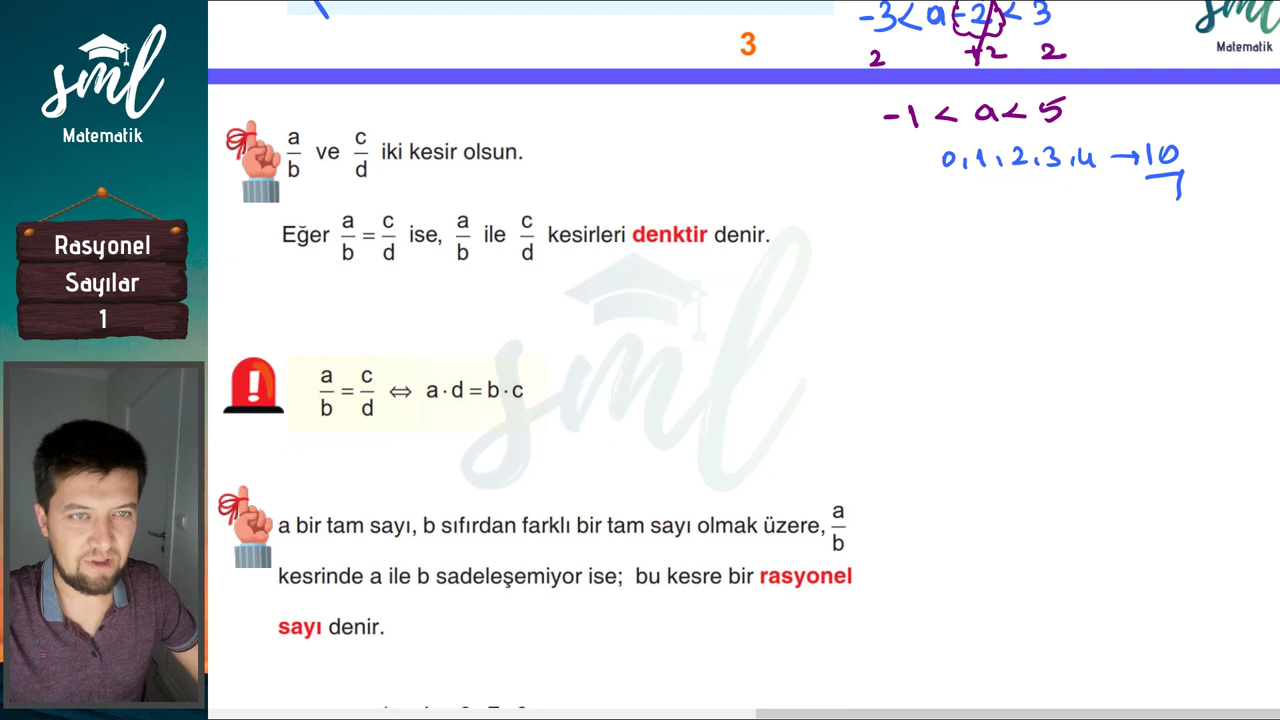 sml
Matematik
Rasyonel
Sayılar
1
-3 < a - 2 < 3
2 +2 2
3
sml
Matematik
-1 < a < 5
0, 1, 2, 3, 4 → 10
a/b ve c/d iki kesir olsun.
Eğer a/b = c/d ise, a/b ile c/d kesirleri denktir denir.
sml
a/b = c/d ⇔ a · d = b · c
a bir tam sayı, b sıfırdan farklı bir tam sayı olmak üzere, a/b
kesrinde a ile b sadeleşemiyor ise; bu kesre bir rasyonel
sayı denir.